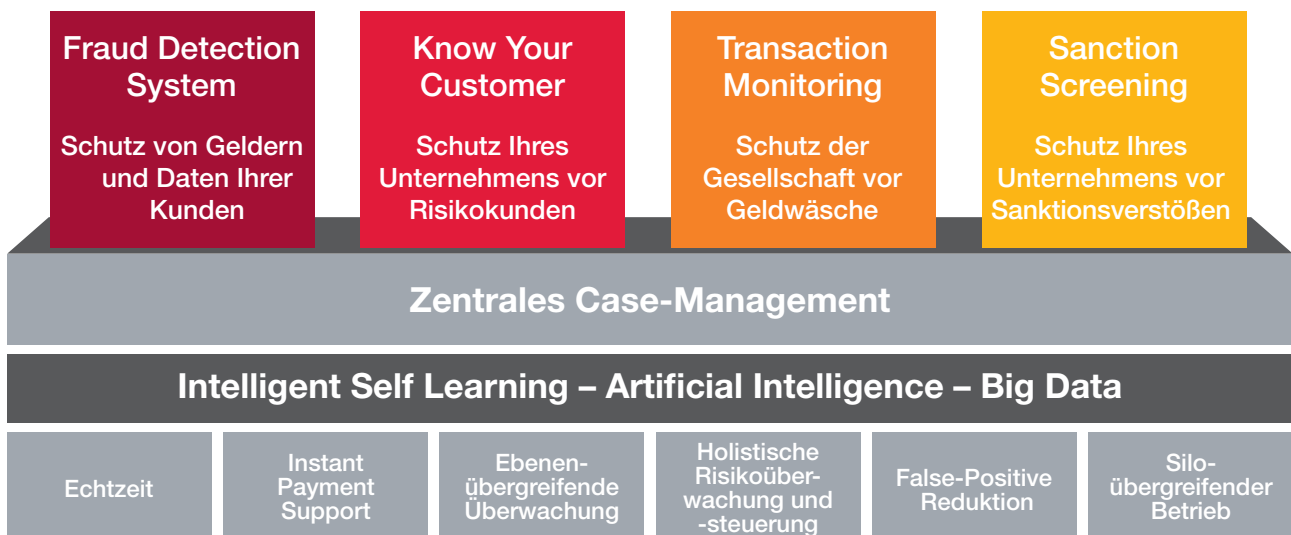 Fraud Detection
System
Schutz von Geldern
und Daten Ihrer
Kunden
Know Your
Customer
Schutz Ihres
Unternehmens vor
Risikokunden
Transaction
Monitoring
Schutz der
Gesellschaft vor
Geldwäsche
Sanction
Screening
Schutz Ihres
Unternehmens vor
Sanktionsverstößen
Zentrales Case-Management
Intelligent Self Learning – Artificial Intelligence – Big Data
Echtzeit
Instant
Payment
Support
Ebenen-
übergreifende
Überwachung
Holistische
Risikoüber-
wachung und
-steuerung
False-Positive
Reduktion
Silo-
übergreifender
Betrieb